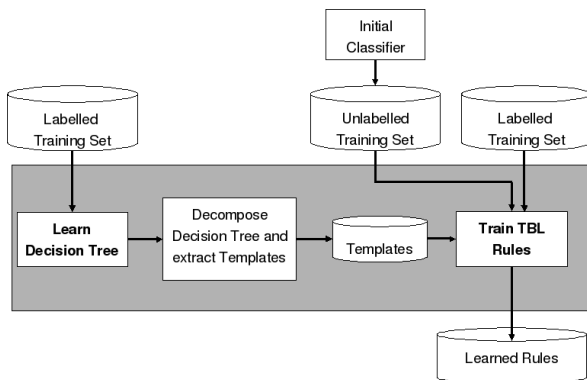 Initial
Classifier
Labelled
Training Set
Unlabelled
Training Set
Labelled
Training Set
Learn
Decision Tree
Decompose
Decision Tree and
extract Templates
Templates
Train TBL
Rules
Learned Rules